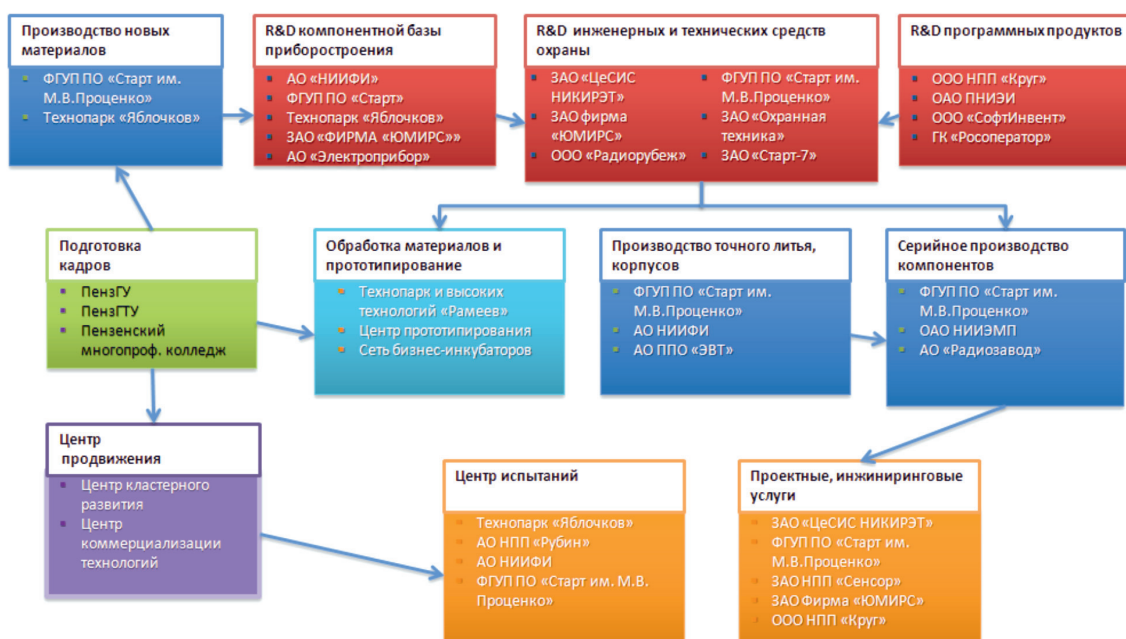 Производство новых
материалов
ФГУП ПО «Старт им.
М.В.Проценко»
Технопарк «Яблочков»
R&D компонентной базы
приборостроения
АО «НИИФИ»
ФГУП ПО «Старт»
Технопарк «Яблочков»
ЗАО «ФИРМА «ЮМИРС»»
АО «Электроприбор»
R&D инженерных и технических средств
охраны
ЗАО «ЦеСИС
НИКИРЭТ»
ЗАО фирма
«ЮМИРС»
ООО «Радиорубеж»
ФГУП ПО «Старт им.
М.В.Проценко»
ЗАО «Охранная
техника»
ЗАО «Старт-7»
R&D программных продуктов
ООО НПП «Круг»
ОАО ПНИЭИ
ООО «СофтИнвент»
ГК «Росоператор»
Подготовка
кадров
ПензГУ
ПензГТУ
Пензенский
многопроф. колледж
Обработка материалов и
прототипирование
Технопарк и высоких
технологий «Рамеев»
Центр прототипирования
Сеть бизнес-инкубаторов
Производство точного литья,
корпусов
ФГУП ПО «Старт им.
М.В.Проценко»
АО НИИФИ
АО ППО «ЭВТ»
Серийное производство
компонентов
ФГУП ПО «Старт им.
М.В.Проценко»
ОАО НИИЭМП
АО «Радиозавод»
Центр
продвижения
Центр кластерного
развития
Центр
коммерциализации
технологий
Центр испытаний
Технопарк «Яблочков»
АО НПП «Рубин»
АО НИИФИ
ФГУП ПО «Старт им. М.В.
Проценко»
Проектные, инжиниринговые
услуги
ЗАО «ЦеСИС НИКИРЭТ»
ФГУП ПО «Старт им.
М.В.Проценко»
ЗАО НПП «Сенсор»
ЗАО Фирма «ЮМИРС»
ООО НПП «Круг»